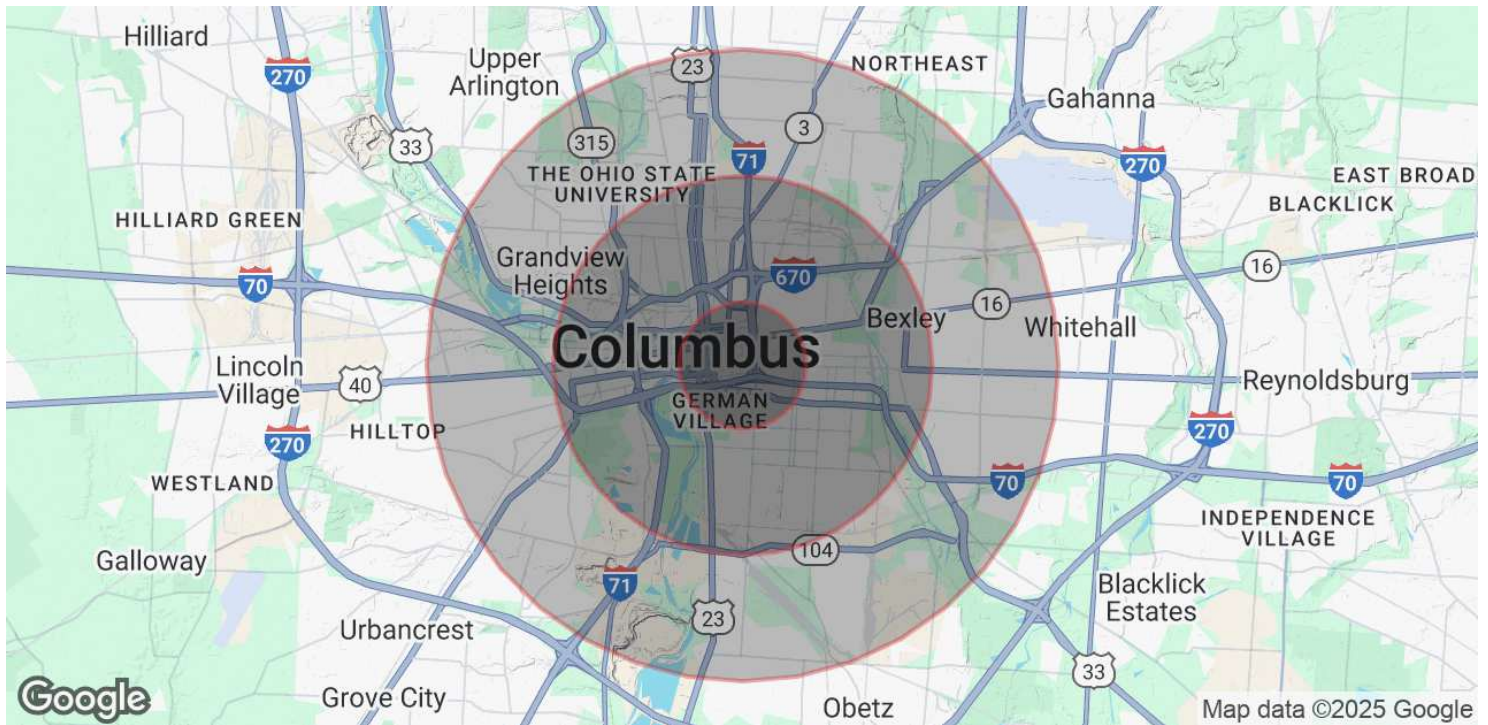 Hilliard
270
Upper
Arlington
23
NORTHEAST
Gahanna
33
315
3
71
270
THE OHIO STATE
UNIVERSITY
EAST BROAD
BLACKLICK
HILLIARD GREEN
Grandview
Heights
70
670
16
16
Bexley
Whitehall
Columbus
Lincoln
Village
40
Reynoldsburg
GERMAN
VILLAGE
270
HILLTOP
270
WESTLAND
70
70
INDEPENDENCE
VILLAGE
Galloway
104
71
Blacklick
Estates
23
Urbancrest
33
Google
Grove City
Obetz
Map data ©2025 Google